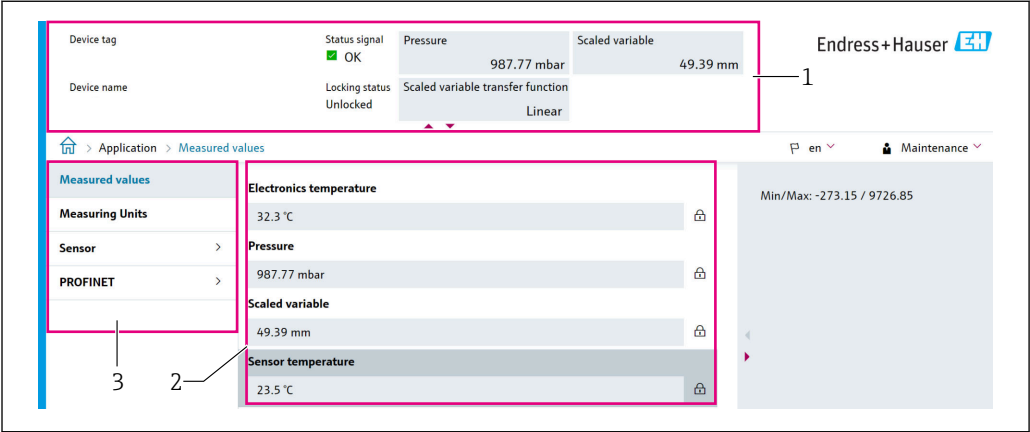 Device tag
Status signal
OK
Pressure
987.77 mbar
Scaled variable
49.39 mm
Endress+Hauser EH
1
Device name
Locking status
Unlocked
Scaled variable transfer function
Linear
> Application > Measured values
en
Maintenance
Measured values
Measuring Units
Sensor >
PROFINET >
Electronics temperature
32.3 °C
Pressure
987.77 mbar
Scaled variable
49.39 mm
Sensor temperature
23.5 °C
Min/Max: -273.15 / 9726.85
3
2